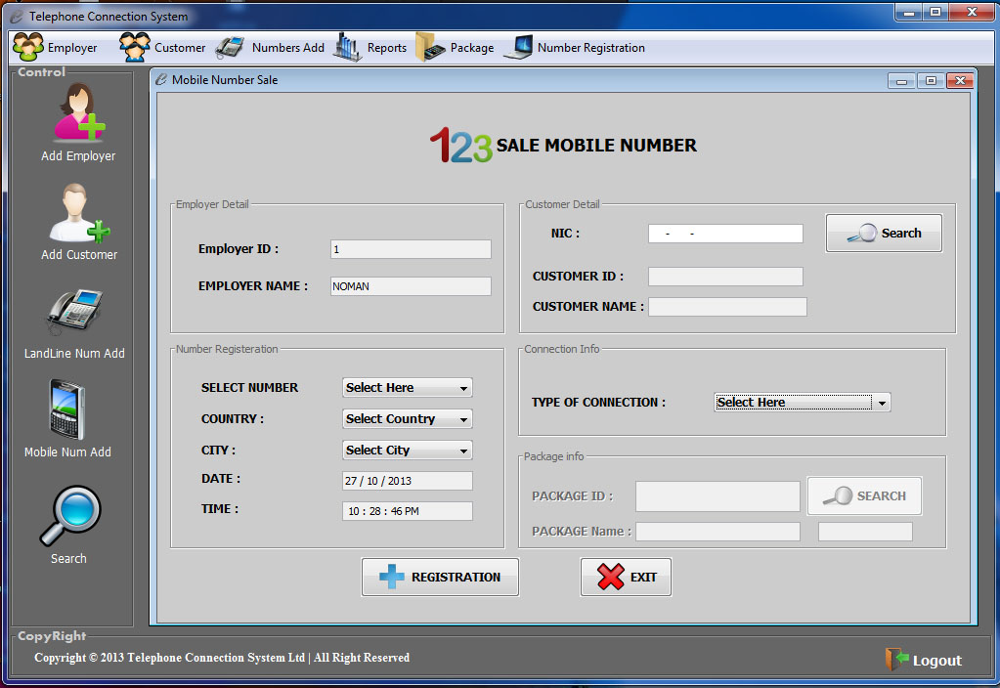 Telephone Connection System
Employer Customer Numbers Add Reports Package Number Registration
Control
Add Employer
Add Customer
LandLine Num Add
Mobile Num Add
Search
Mobile Number Sale
123 SALE MOBILE NUMBER
Employer Detail
Employer ID : 1
EMPLOYER NAME : NOMAN
Customer Detail
NIC : - -
Search
CUSTOMER ID :
CUSTOMER NAME :
Number Registeration
SELECT NUMBER Select Here
COUNTRY : Select Country
CITY : Select City
DATE : 27 / 10 / 2013
TIME : 10 : 28 : 46 PM
Connection Info
TYPE OF CONNECTION : Select Here
Package info
PACKAGE ID :
SEARCH
PACKAGE Name :
REGISTRATION
EXIT
CopyRight
Copyright © 2013 Telephone Connection System Ltd | All Right Reserved
Logout